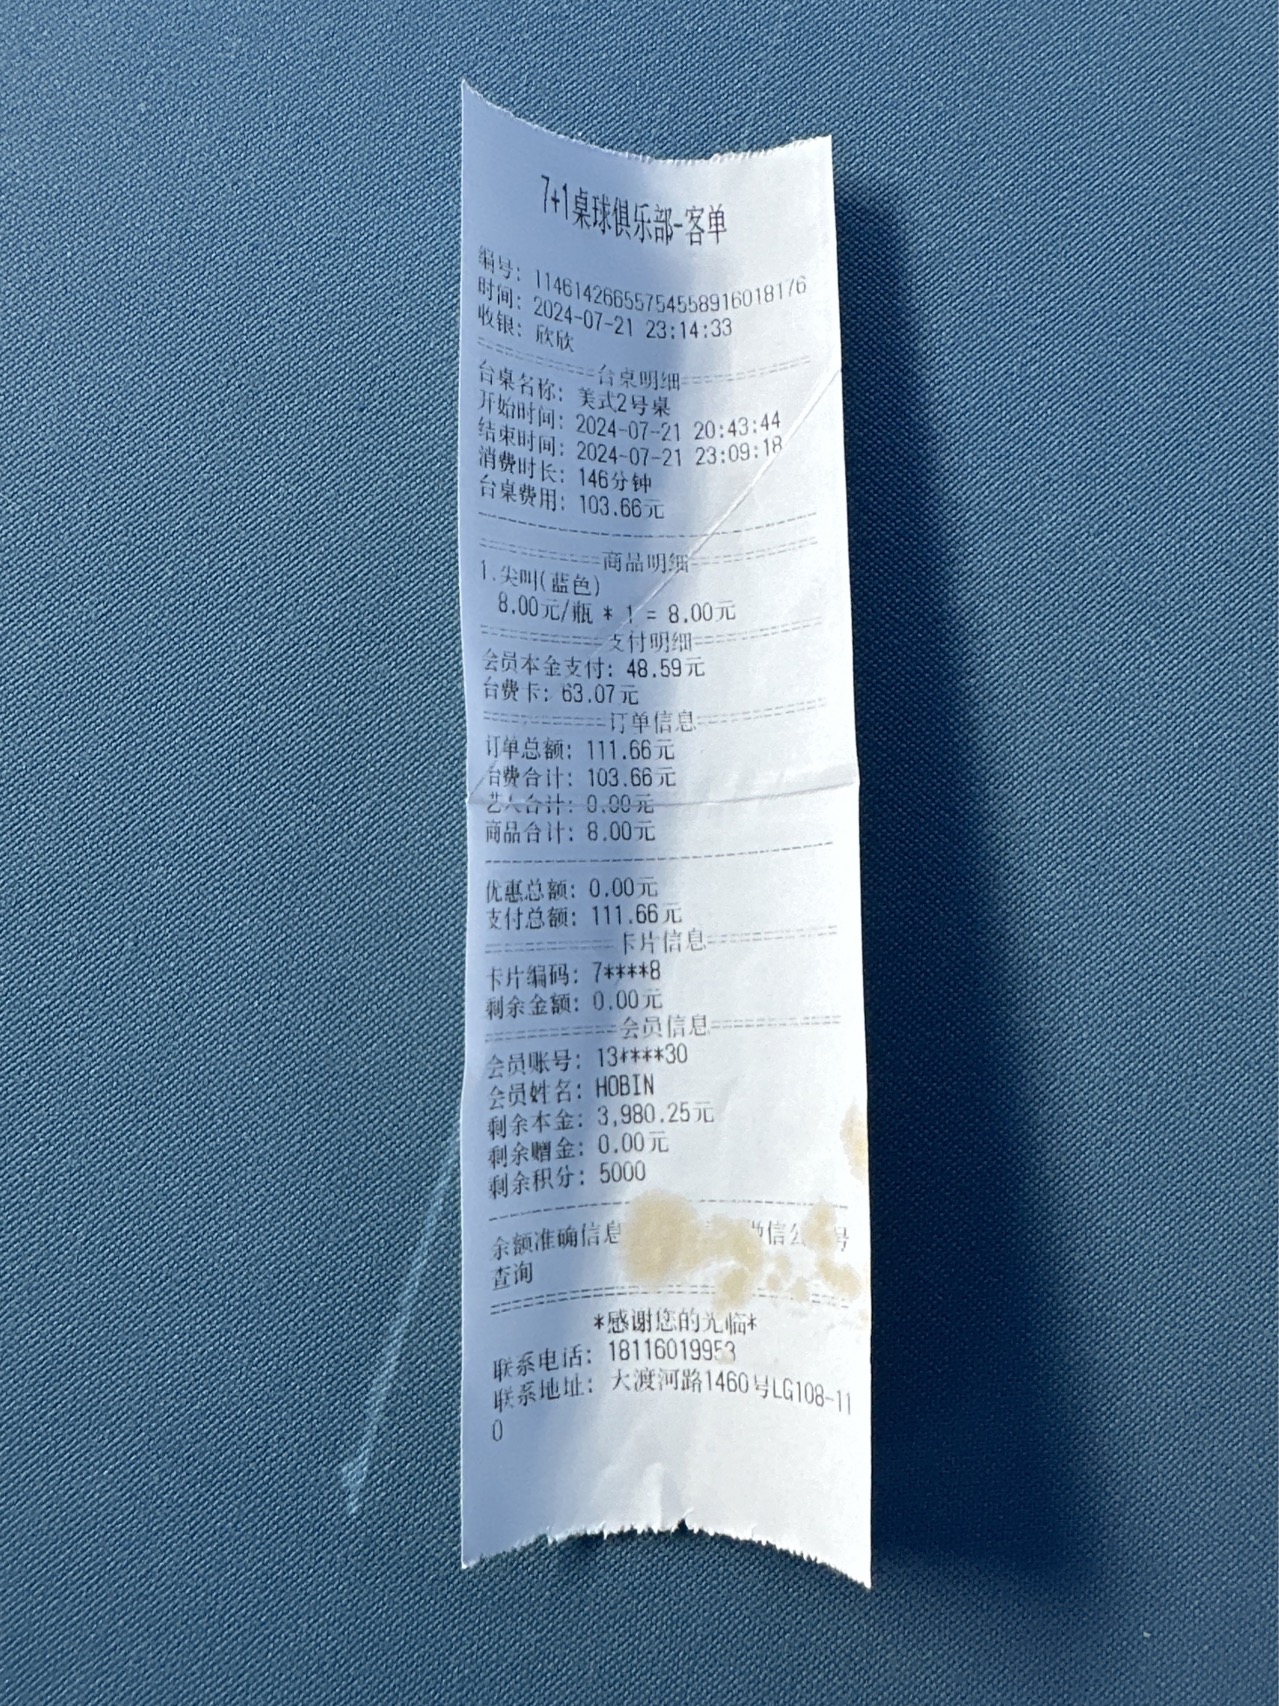 7+1桌球俱乐部-客单
编号: 1146142665575455891601​8176
时间: 2024-07-21 23:14:33
收银: 欣欣
==========台桌明细==========
台桌名称: 美式2号桌
开始时间: 2024-07-21 20:43:44
结束时间: 2024-07-21 23:09:18
消费时长: 146分钟
台桌费用: 103.66元
==========商品明细==========
1.尖叫(蓝色)
8.00元/瓶 * 1 = 8.00元
==========支付明细==========
会员本金支付: 48.59元
台费卡: 63.07元
==========订单信息==========
订单总额: 111.66元
台费合计: 103.66元
艺人合计: 0.00元
商品合计: 8.00元
优惠总额: 0.00元
支付总额: 111.66元
==========卡片信息==========
卡片编码: 7****8
剩余金额: 0.00元
==========会员信息==========
会员账号: 13****30
会员姓名: HOBIN
剩余本金: 3,980.25元
剩余赠金: 0.00元
剩余积分: 5000
余额准确信息 微信公 号
查询
*感谢您的光临*
联系电话: 18116019953
联系地址: 大渡河路1460号LG108-11
0